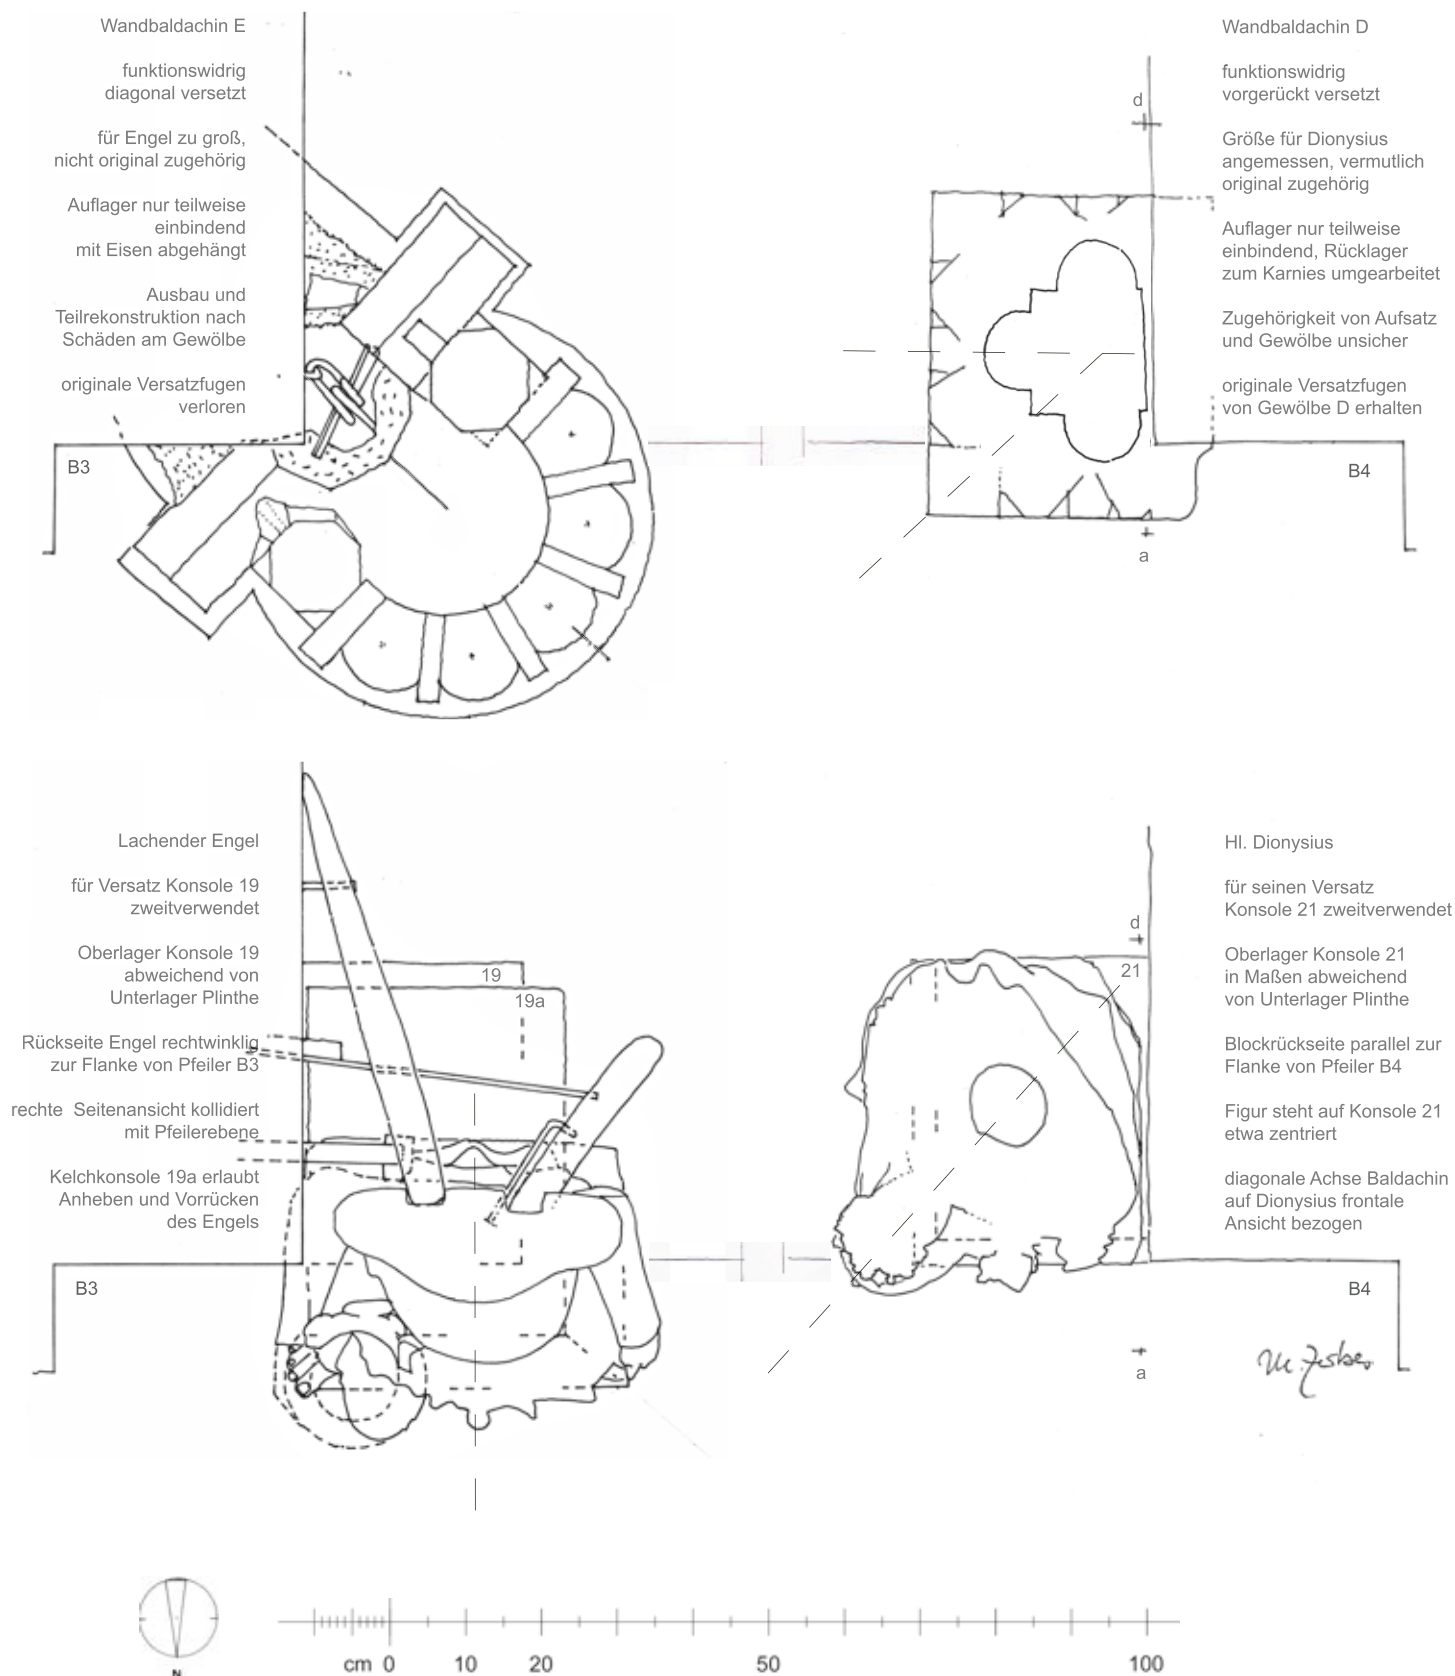 Wandbaldachin E
funktionswidrig
diagonal versetzt
für Engel zu groß,
nicht original zugehörig
Auflager nur teilweise
einbindend
mit Eisen abgehängt
Ausbau und
Teilrekonstruktion nach
Schäden am Gewölbe
originale Versatzfugen
verloren
B3
Wandbaldachin D
funktionswidrig
vorgerückt versetzt
Größe für Dionysius
angemessen, vermutlich
original zugehörig
Auflager nur teilweise
einbindend, Rücklager
zum Karnies umgearbeitet
Zugehörigkeit von Aufsatz
und Gewölbe unsicher
originale Versatzfugen
von Gewölbe D erhalten
d
B4
a
Lachender Engel
für Versatz Konsole 19
zweitverwendet
Oberlager Konsole 19
abweichend von
Unterlager Plinthe
Rückseite Engel rechtwinklig
zur Flanke von Pfeiler B3
rechte Seitenansicht kollidiert
mit Pfeilerebene
Kelchkonsole 19a erlaubt
Anheben und Vorrücken
des Engels
19
19a
B3
Hl. Dionysius
für seinen Versatz
Konsole 21 zweitverwendet
Oberlager Konsole 21
in Maßen abweichend
von Unterlager Plinthe
Blockrückseite parallel zur
Flanke von Pfeiler B4
Figur steht auf Konsole 21
etwa zentriert
diagonale Achse Baldachin
auf Dionysius frontale
Ansicht bezogen
d
21
B4
a
N
cm 0 10 20 50 100